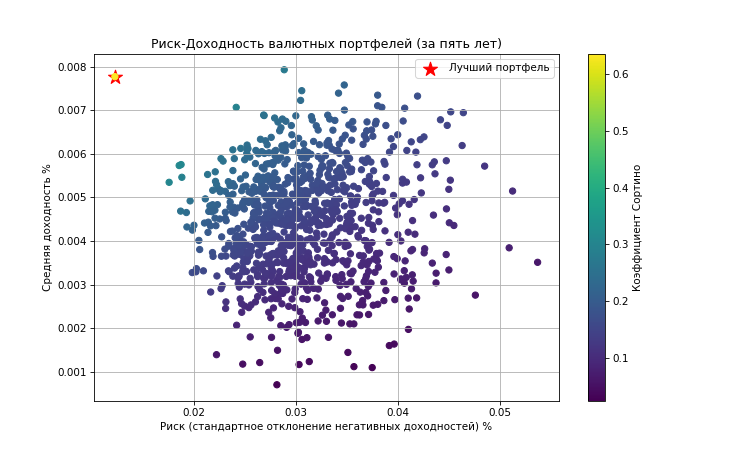 Риск-Доходность валютных портфелей (за пять лет)
Лучший портфель
Средняя доходность %
0.008
0.007
0.006
0.005
0.004
0.003
0.002
0.001
0.02 0.03 0.04 0.05
Риск (стандартное отклонение негативных доходностей) %
0.6
0.5
0.4
0.3
0.2
0.1
Коэффициент Сортино